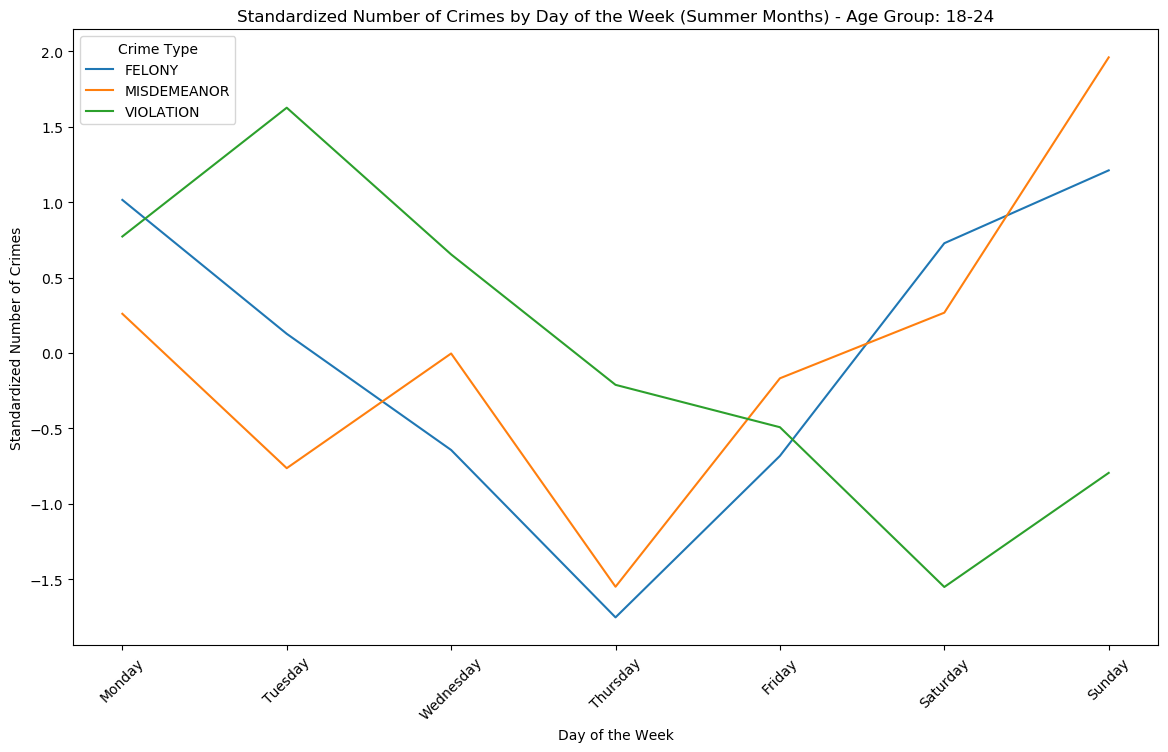 Standardized Number of Crimes by Day of the Week (Summer Months) - Age Group: 18-24
Crime Type
FELONY
MISDEMEANOR
VIOLATION
2.0
1.5
1.0
0.5
0.0
−0.5
−1.0
−1.5
Standardized Number of Crimes
Monday
Tuesday
Wednesday
Thursday
Friday
Saturday
Sunday
Day of the Week